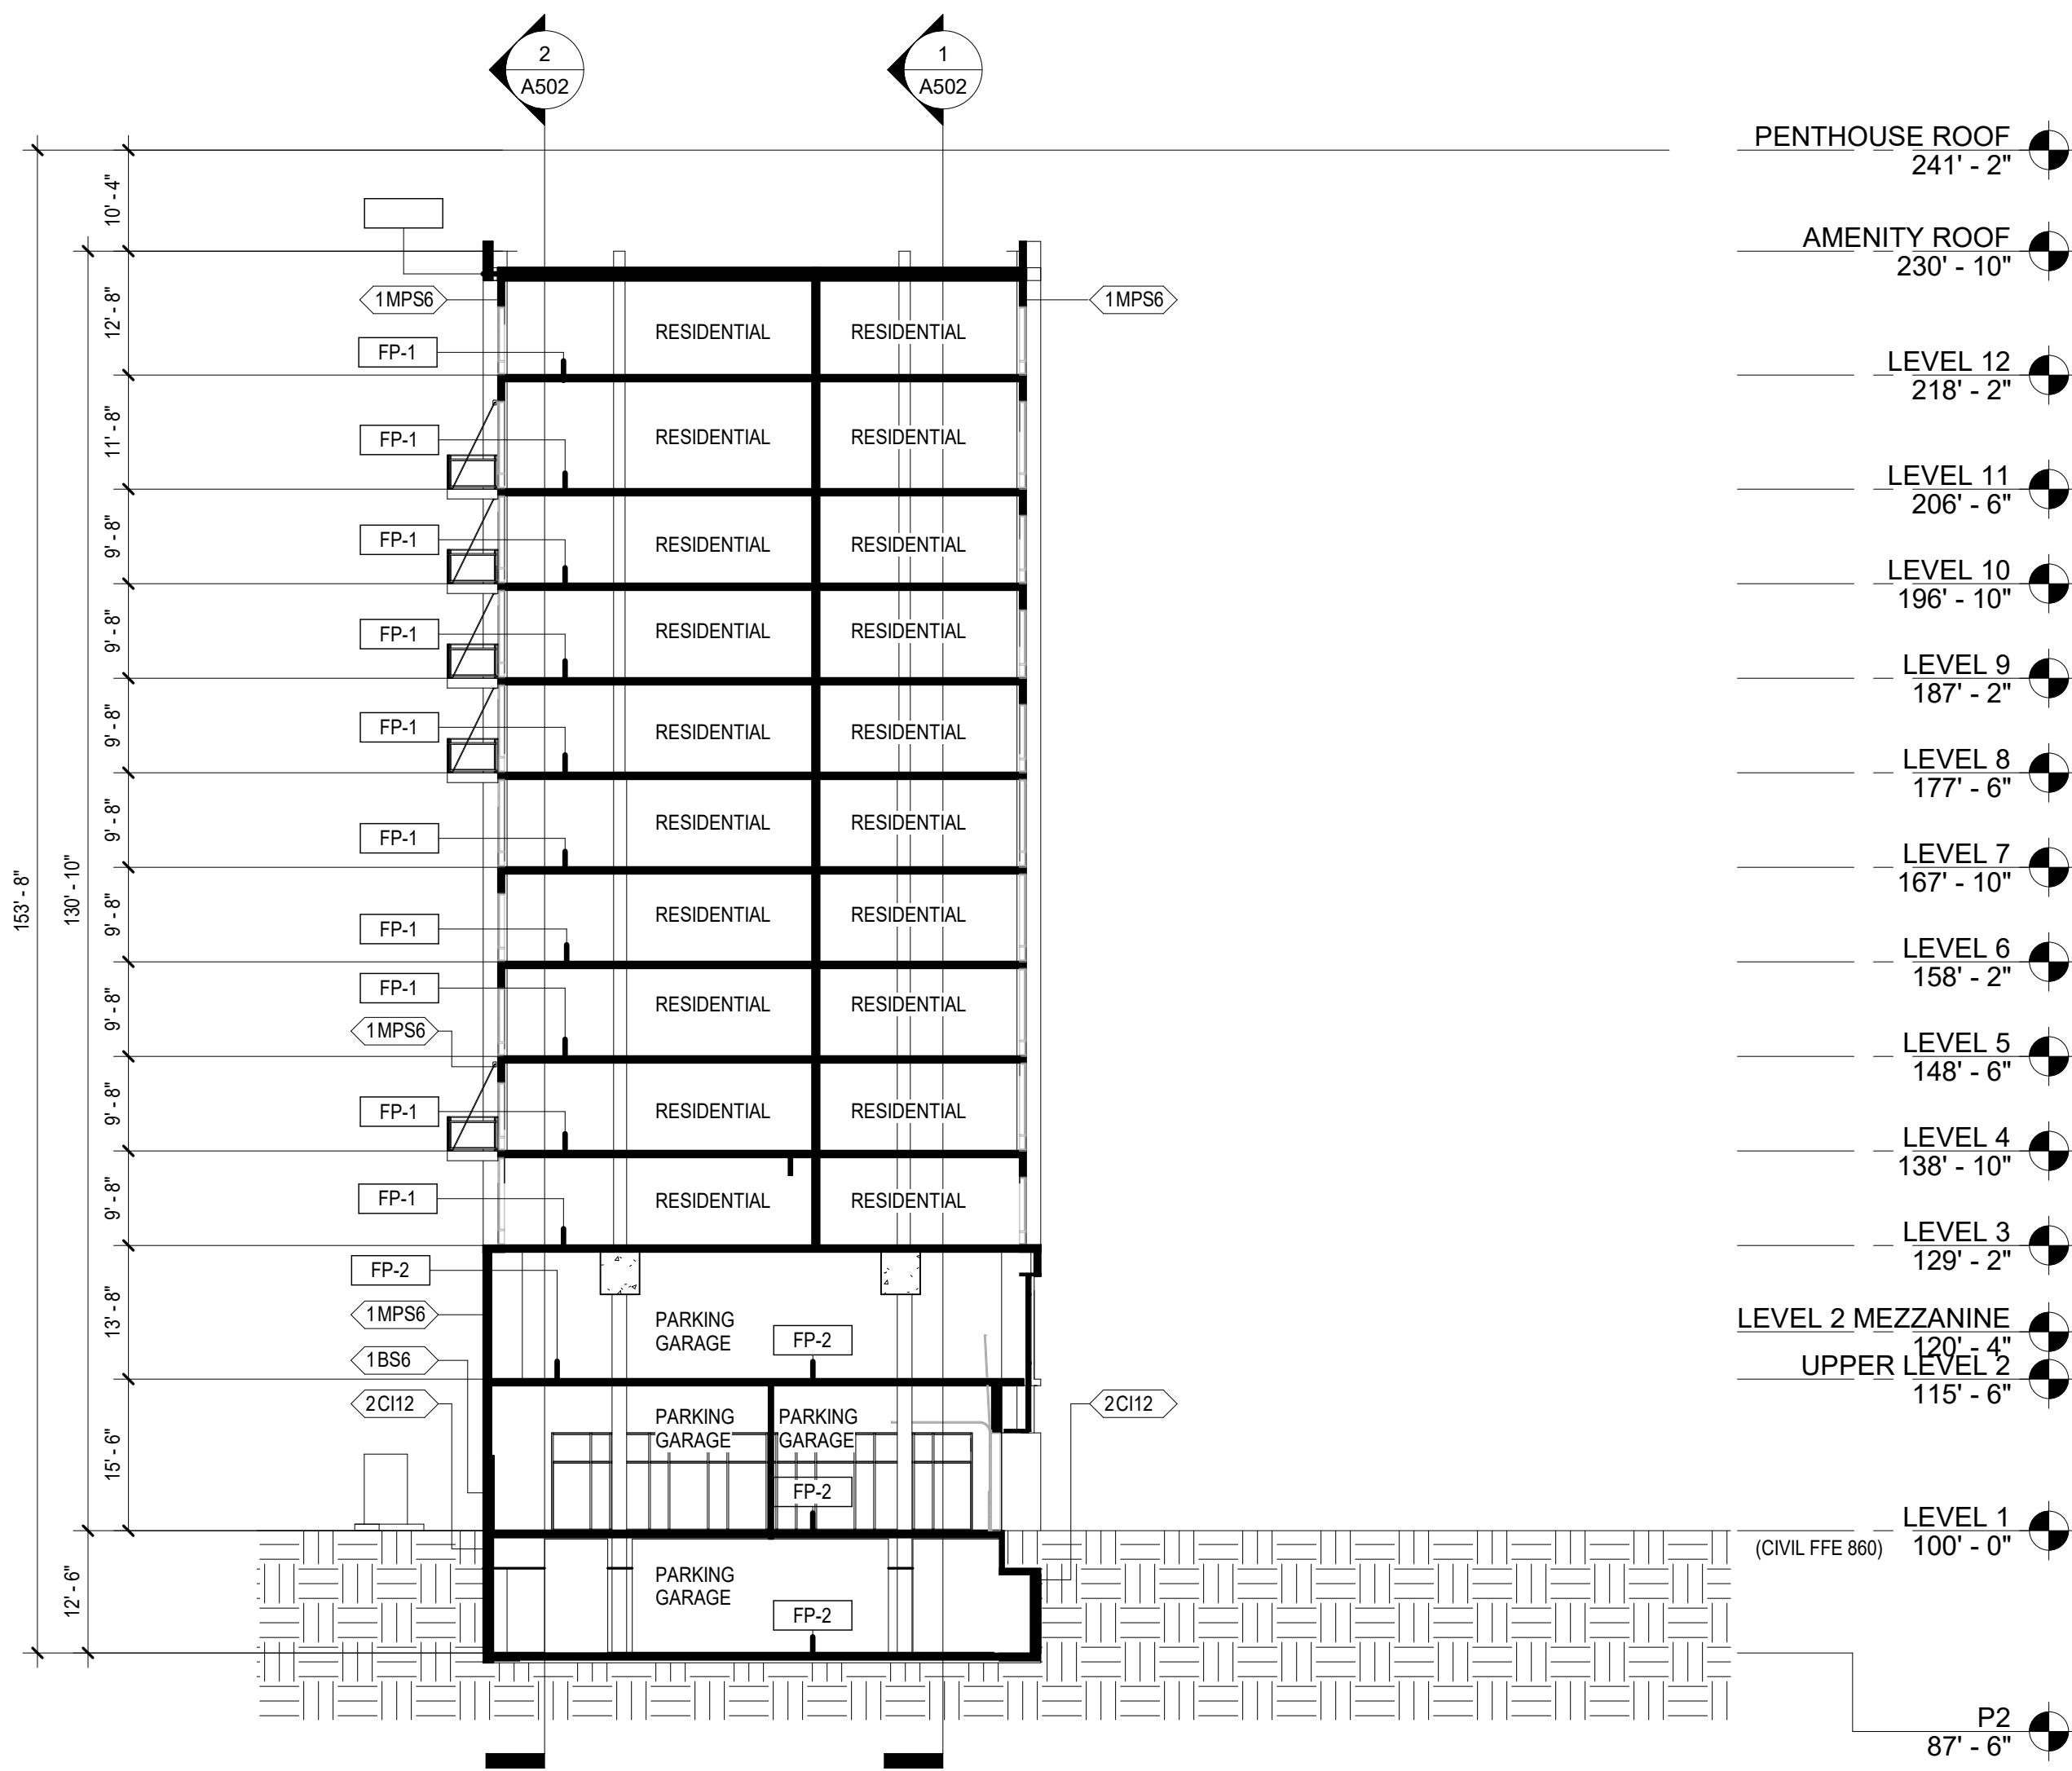 2
A502
1
A502
PENTHOUSE ROOF
241' - 2"
10' - 4"
AMENITY ROOF
230' - 10"
1MPS6
1MPS6
12' - 8"
RESIDENTIAL
RESIDENTIAL
FP-1
LEVEL 12
218' - 2"
11' - 8"
FP-1
RESIDENTIAL
RESIDENTIAL
LEVEL 11
206' - 6"
9' - 8"
FP-1
RESIDENTIAL
RESIDENTIAL
LEVEL 10
196' - 10"
9' - 8"
FP-1
RESIDENTIAL
RESIDENTIAL
LEVEL 9
187' - 2"
9' - 8"
FP-1
RESIDENTIAL
RESIDENTIAL
LEVEL 8
177' - 6"
9' - 8"
FP-1
RESIDENTIAL
RESIDENTIAL
LEVEL 7
167' - 10"
153' - 8"
130' - 10"
9' - 8"
FP-1
RESIDENTIAL
RESIDENTIAL
LEVEL 6
158' - 2"
9' - 8"
FP-1
RESIDENTIAL
RESIDENTIAL
1MPS6
LEVEL 5
148' - 6"
9' - 8"
FP-1
RESIDENTIAL
RESIDENTIAL
LEVEL 4
138' - 10"
9' - 8"
FP-1
RESIDENTIAL
RESIDENTIAL
LEVEL 3
129' - 2"
FP-2
13' - 8"
1MPS6
PARKING
GARAGE
FP-2
LEVEL 2 MEZZANINE
120' - 4"
1BS6
UPPER LEVEL 2
115' - 6"
2CI12
2CI12
PARKING
GARAGE
PARKING
GARAGE
15' - 6"
FP-2
LEVEL 1
100' - 0"
(CIVIL FFE 860)
12' - 6"
PARKING
GARAGE
FP-2
P2
87' - 6"